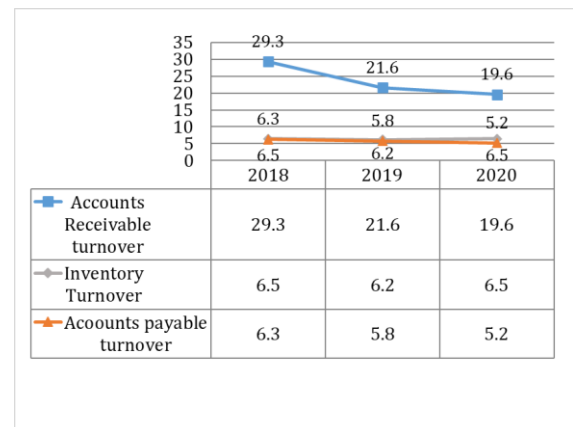 35
30
25
20
15
10
5
0
29.3
21.6
19.6
6.3
5.8
5.2
6.5
6.2
6.5
2018 2019 2020
Accounts
Receivable
turnover
29.3 21.6 19.6
Inventory
Turnover
6.5 6.2 6.5
Acoounts payable
turnover
6.3 5.8 5.2